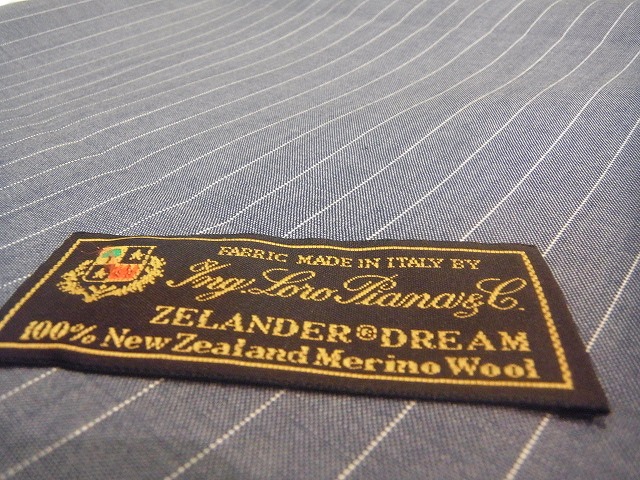 FABRIC MADE IN ITALY BY
Ing. Loro Piana & C.
ZELANDER®DREAM
100% New Zealand Merino Wool